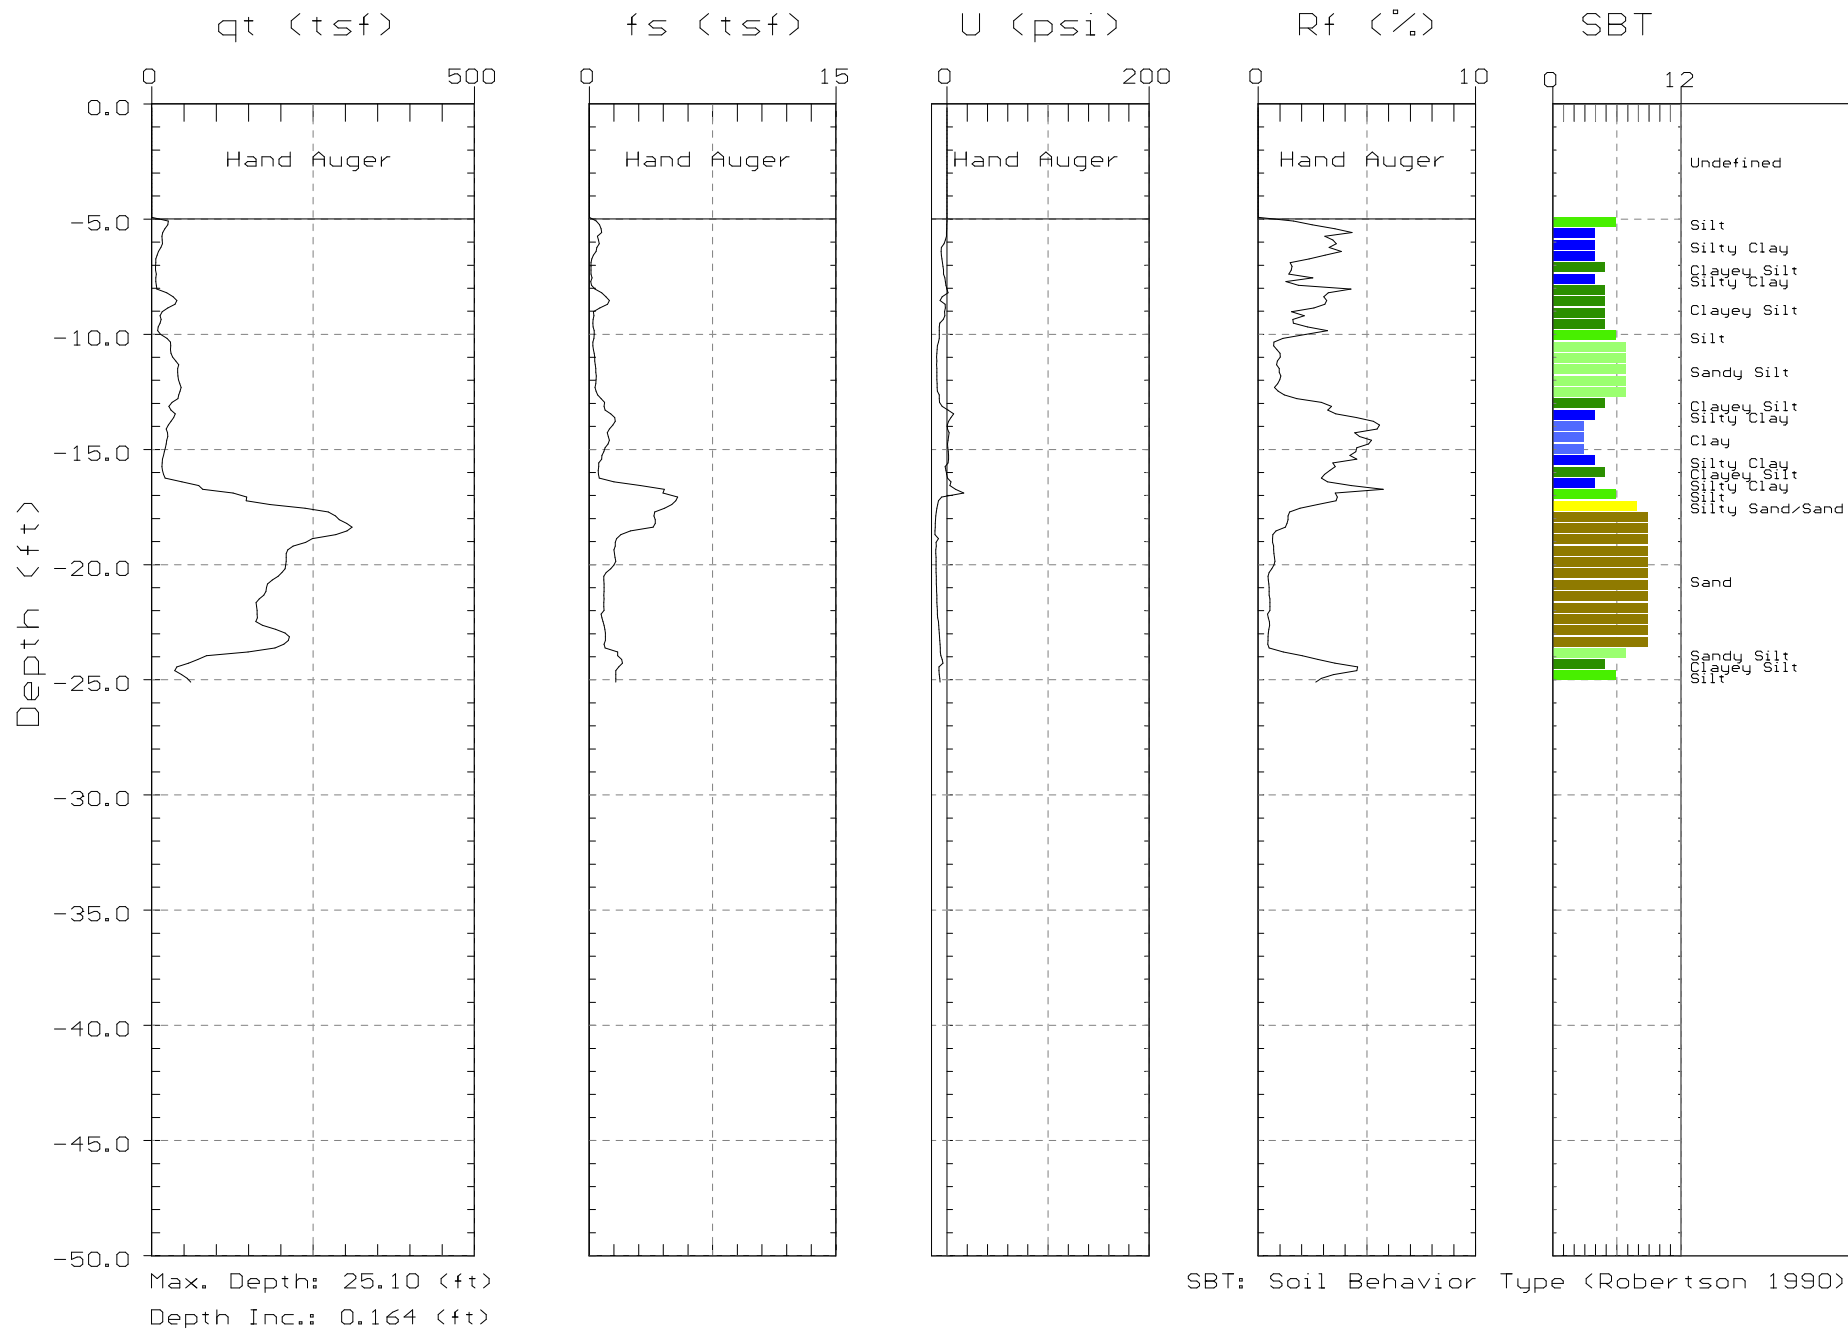 qt (tsf) fs (tsf) U (psi) Rf (%) SBT
0 500 0 15 0 200 0 10 0 12
0.0
Hand Auger Hand Auger Hand Auger Hand Auger Undefined
-5.0
Silt
Silty Clay
Clayey Silt
Silty Clay
Clayey Silt
-10.0
Silt
Sandy Silt
Clayey Silt
Silty Clay
Clay
-15.0
Silty Clay
Clayey Silt
Silty Clay
Silt
Silty Sand/Sand
-20.0
Sand
Sandy Silt
Clayey Silt
Silt
-25.0
Depth (ft)
-30.0
-35.0
-40.0
-45.0
-50.0
Max. Depth: 25.10 (ft) SBT: Soil Behavior Type (Robertson 1990)
Depth Inc.: 0.164 (ft)